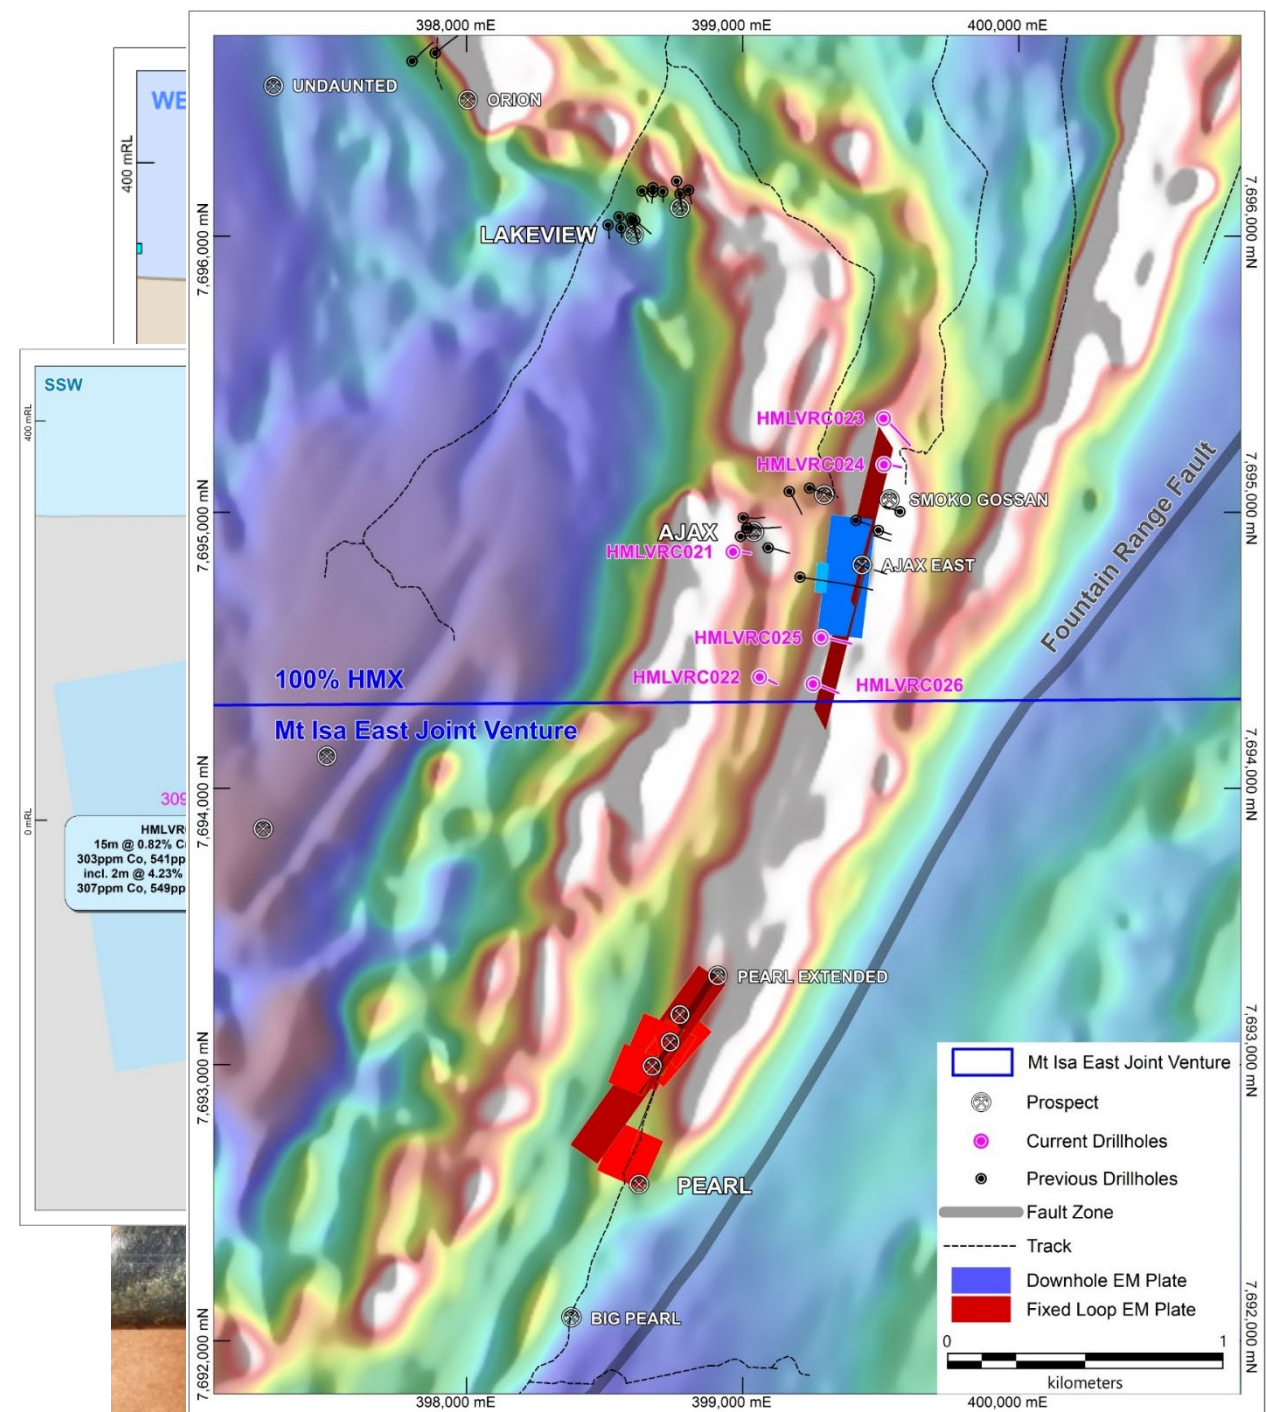 398,000 mE
399,000 mE
400,000 mE
UNDAUNTED
ORION
WE
400 mRL
7,696,000 mN
7,696,000 mN
LAKEVIEW
SSW
400 mRL
HMLVRC023
HMLVRC024
7,695,000 mN
7,695,000 mN
SMOKO GOSSAN
AJAX
HMLVRC021
AJAX EAST
Fountain Range Fault
HMLVRC025
HMLVRC022
HMLVRC026
100% HMX
Mt Isa East Joint Venture
7,694,000 mN
7,694,000 mN
309
0 mRL
HMLVR
15m @ 0.82%
303ppm Co, 541pp
incl. 2m @ 4.23%
307ppm Co, 549pp
PEARL EXTENDED
7,693,000 mN
7,693,000 mN
PEARL
BIG PEARL
7,692,000 mN
7,692,000 mN
Mt Isa East Joint Venture
Prospect
Current Drillholes
Previous Drillholes
Fault Zone
Track
Downhole EM Plate
Fixed Loop EM Plate
0
1
kilometers
398,000 mE
399,000 mE
400,000 mE